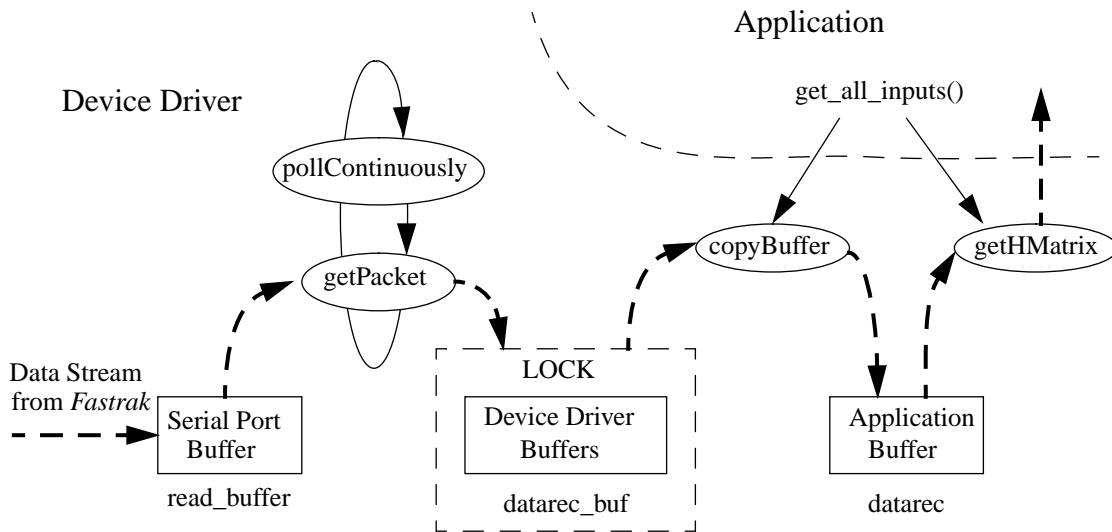 Application
Device Driver
get_all_inputs()
pollContinuously
copyBuffer
getHMatrix
getPacket
LOCK
Data Stream
from Fastrak
Serial Port
Buffer
Device Driver
Buffers
Application
Buffer
read_buffer
datarec_buf
datarec